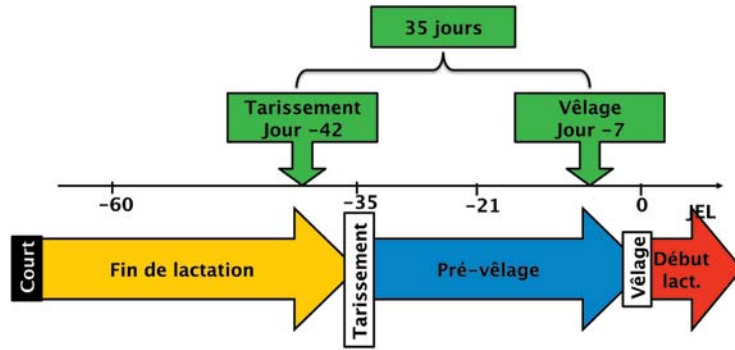 35 jours
Tarissement
Jour -42
Vêlage
Jour -7
-60
-35
-21
0
JEL
Court
Fin de lactation
Tarissement
Pré-vêlage
Vêlage
Début
lact.